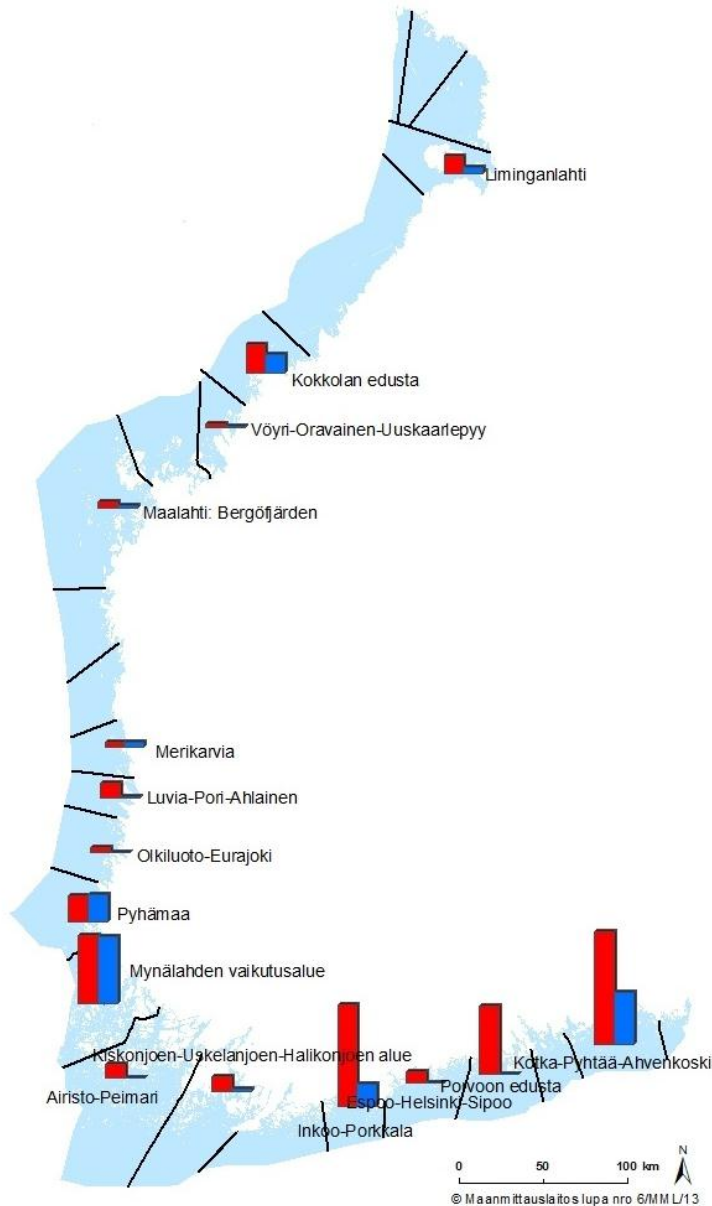 Liminganlahti
Kokkolan edusta
Vöyri-Oravainen-Uuskaarlepyy
Maalahti: Bergöfjärden
Merikarvia
Luvia-Pori-Ahlainen
Olkiluoto-Eurajoki
Pyhämaa
Mynälahden vaikutusalue
Kiskonjoen-Uskelanjoen-Halikonjoen alue
Kotka-Pyhtää-Ahvenkoski
Airisto-Peimari
Porvoon edusta
Espoo-Helsinki-Sipoo
Inkoo-Porkkala
N
0 50 100 km
© Maanmittauslaitos lupa nro 6/MML/13